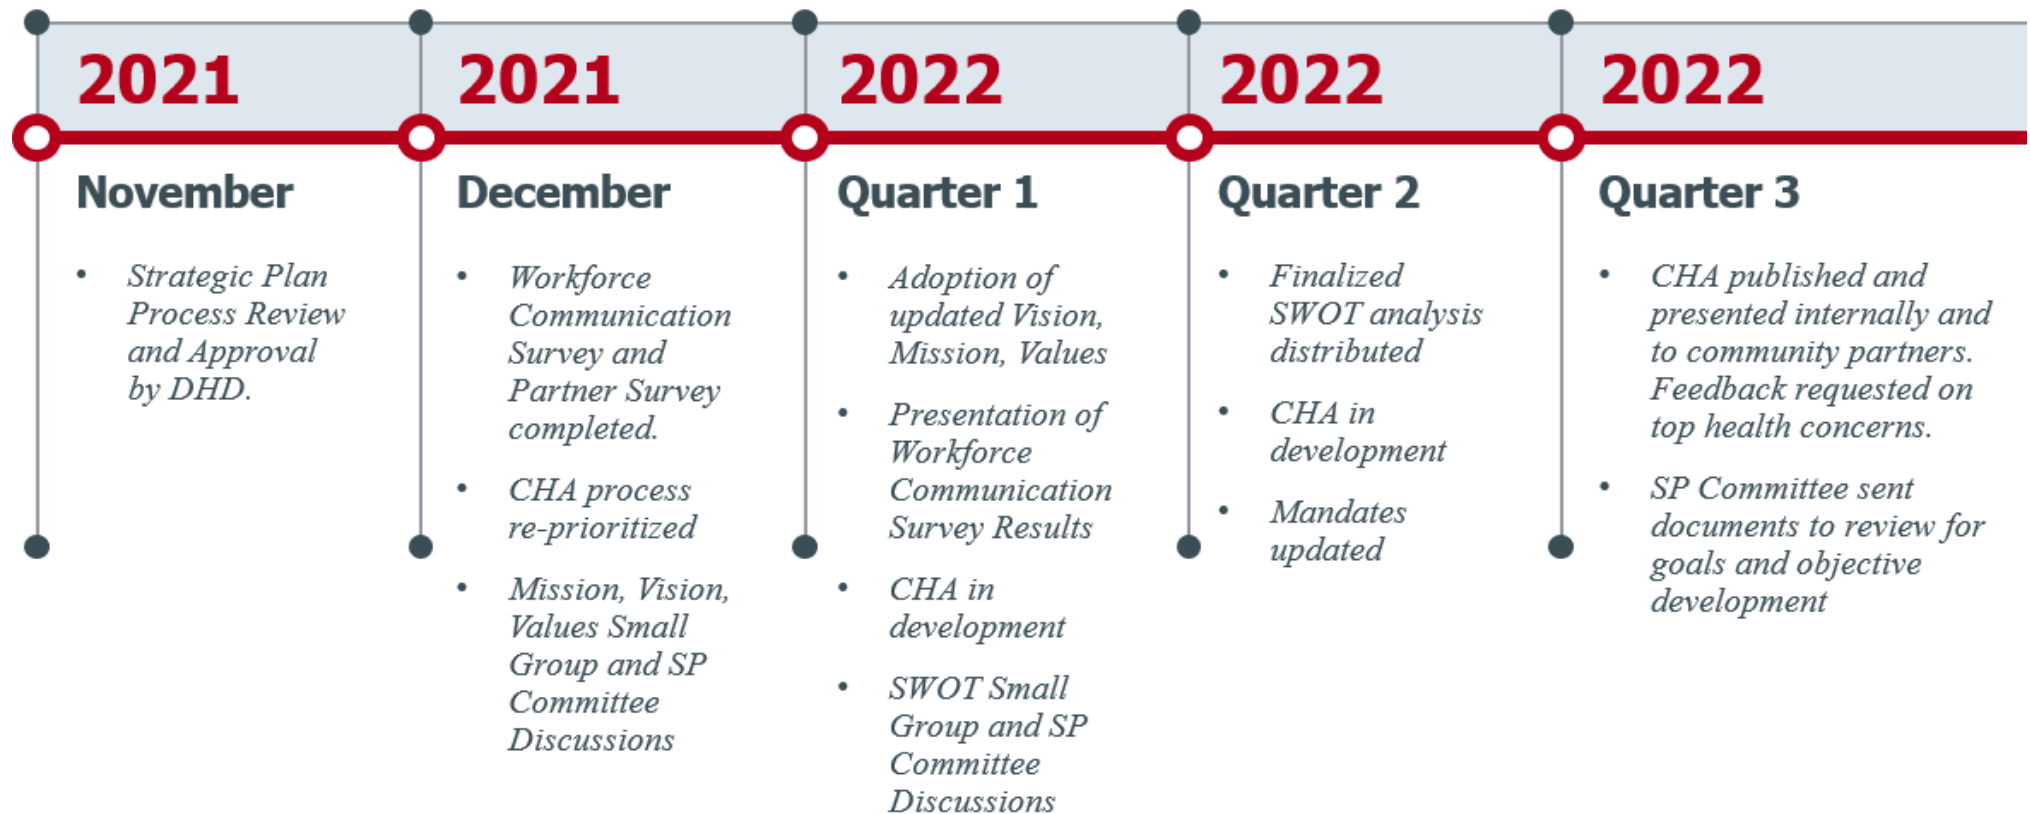 2021
November
• Strategic Plan
Process Review
and Approval
by DHD.
2021
December
• Workforce
Communication
Survey and
Partner Survey
completed.
• CHA process
re-prioritized
• Mission, Vision,
Values Small
Group and SP
Committee
Discussions
2022
Quarter 1
• Adoption of
updated Vision,
Mission, Values
• Presentation of
Workforce
Communication
Survey Results
• CHA in
development
• SWOT Small
Group and SP
Committee
Discussions
2022
Quarter 2
• Finalized
SWOT analysis
distributed
• CHA in
development
• Mandates
updated
2022
Quarter 3
• CHA published and
presented internally and
to community partners.
Feedback requested on
top health concerns.
• SP Committee sent
documents to review for
goals and objective
development